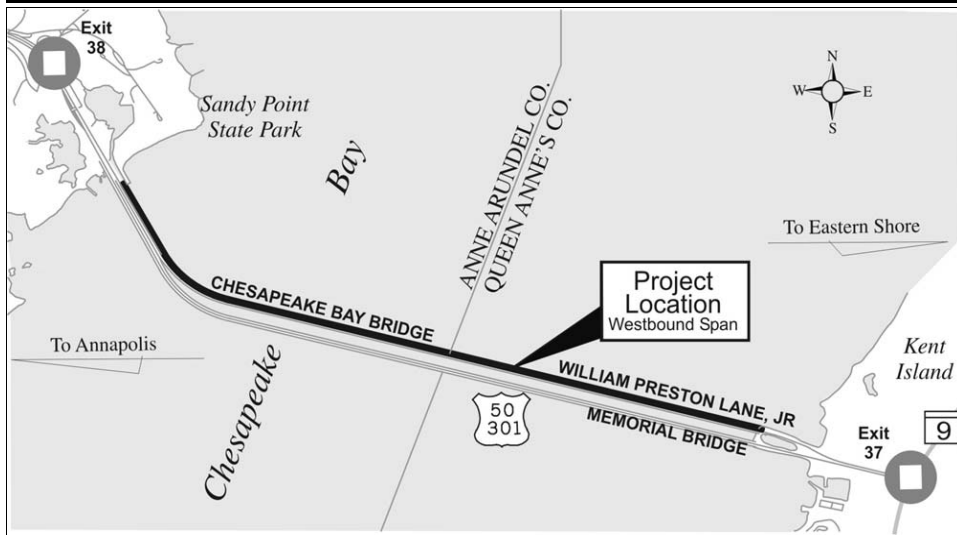 Exit
38
Sandy Point
State Park
Bay
ANNE ARUNDEL CO.
QUEEN ANNE'S CO.
N
W E
S
To Eastern Shore
Project
Location
Westbound Span
CHESAPEAKE BAY BRIDGE
To Annapolis
Chesapeake
50
301
WILLIAM PRESTON LANE, JR
MEMORIAL BRIDGE
Kent
Island
Exit
37
9